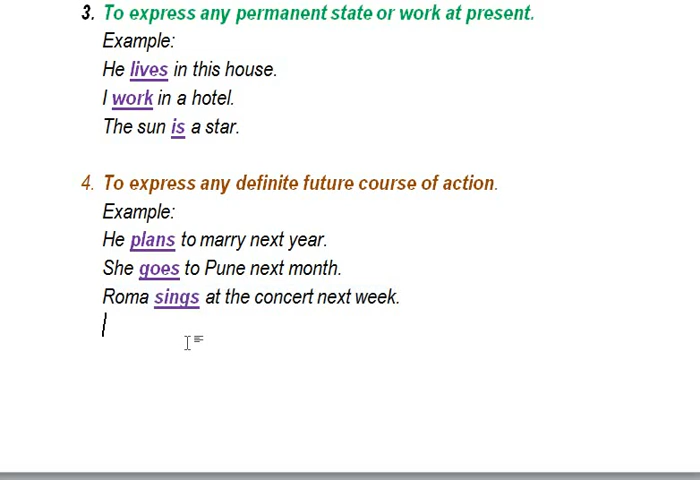 3. To express any permanent state or work at present.
Example:
He lives in this house.
I work in a hotel.
The sun is a star.
4. To express any definite future course of action.
Example:
He plans to marry next year.
She goes to Pune next month.
Roma sings at the concert next week.